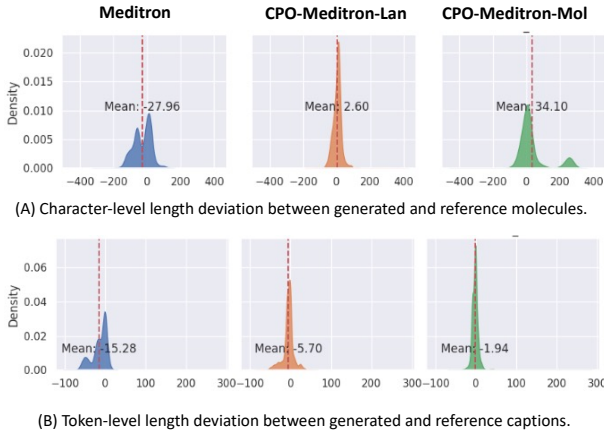 Meditron CPO-Meditron-Lan CPO-Meditron-Mol
0.020
0.015
0.010
0.005
0.000
Density
Mean: -27.96 Mean: 2.60 Mean: 34.10
-400 -200 0 200 400 -400 -200 0 200 400 -400 -200 0 200 400
(A) Character-level length deviation between generated and reference molecules.
0.06
0.04
0.02
0.00
Density
Mean: -15.28 Mean: -5.70 Mean: -1.94
-100 0 100 200 300 -100 0 100 200 300 -100 0 100 200 300
(B) Token-level length deviation between generated and reference captions.